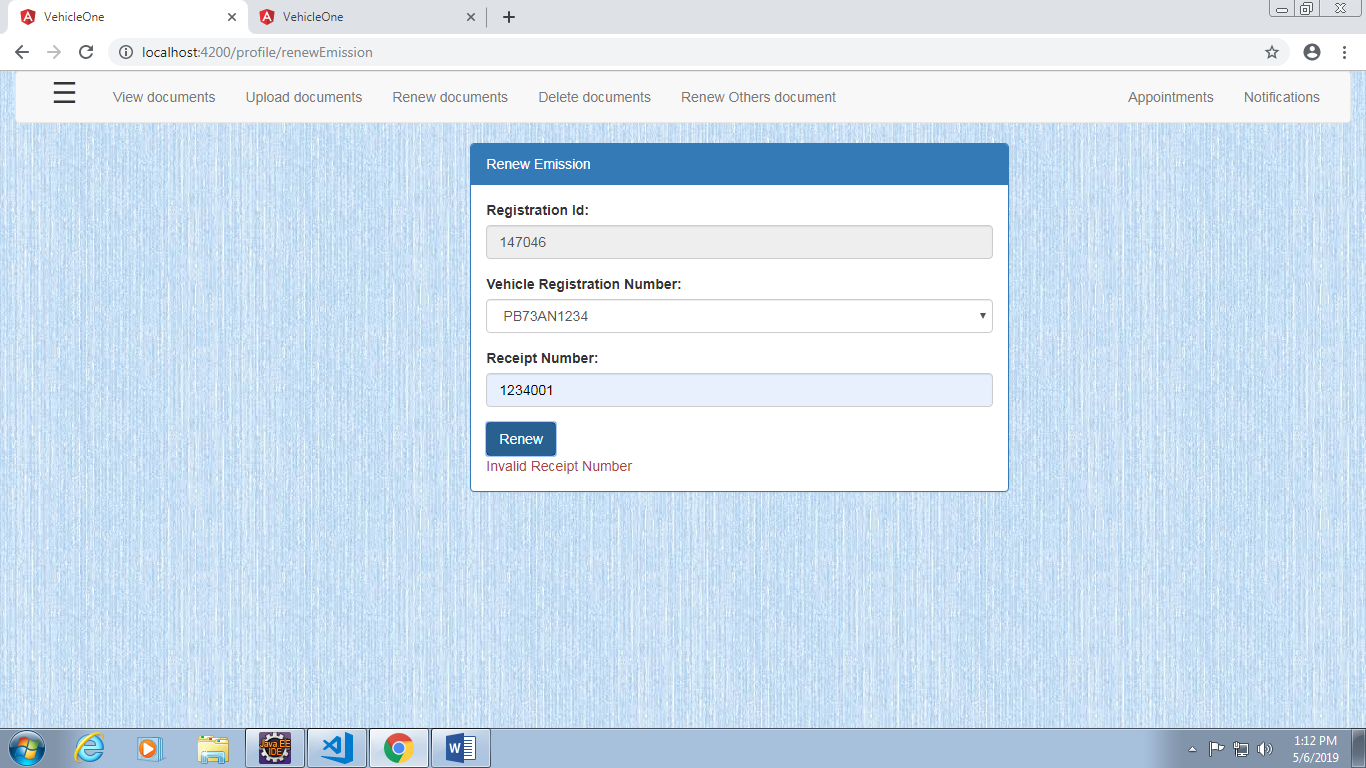 VehicleOne
VehicleOne
localhost:4200/profile/renewEmission
View documents Upload documents Renew documents Delete documents Renew Others document Appointments Notifications
Renew Emission
Registration Id:
147046
Vehicle Registration Number:
PB73AN1234
Receipt Number:
1234001
Renew
Invalid Receipt Number
Java EE
IDE
W
1:12 PM
5/6/2019